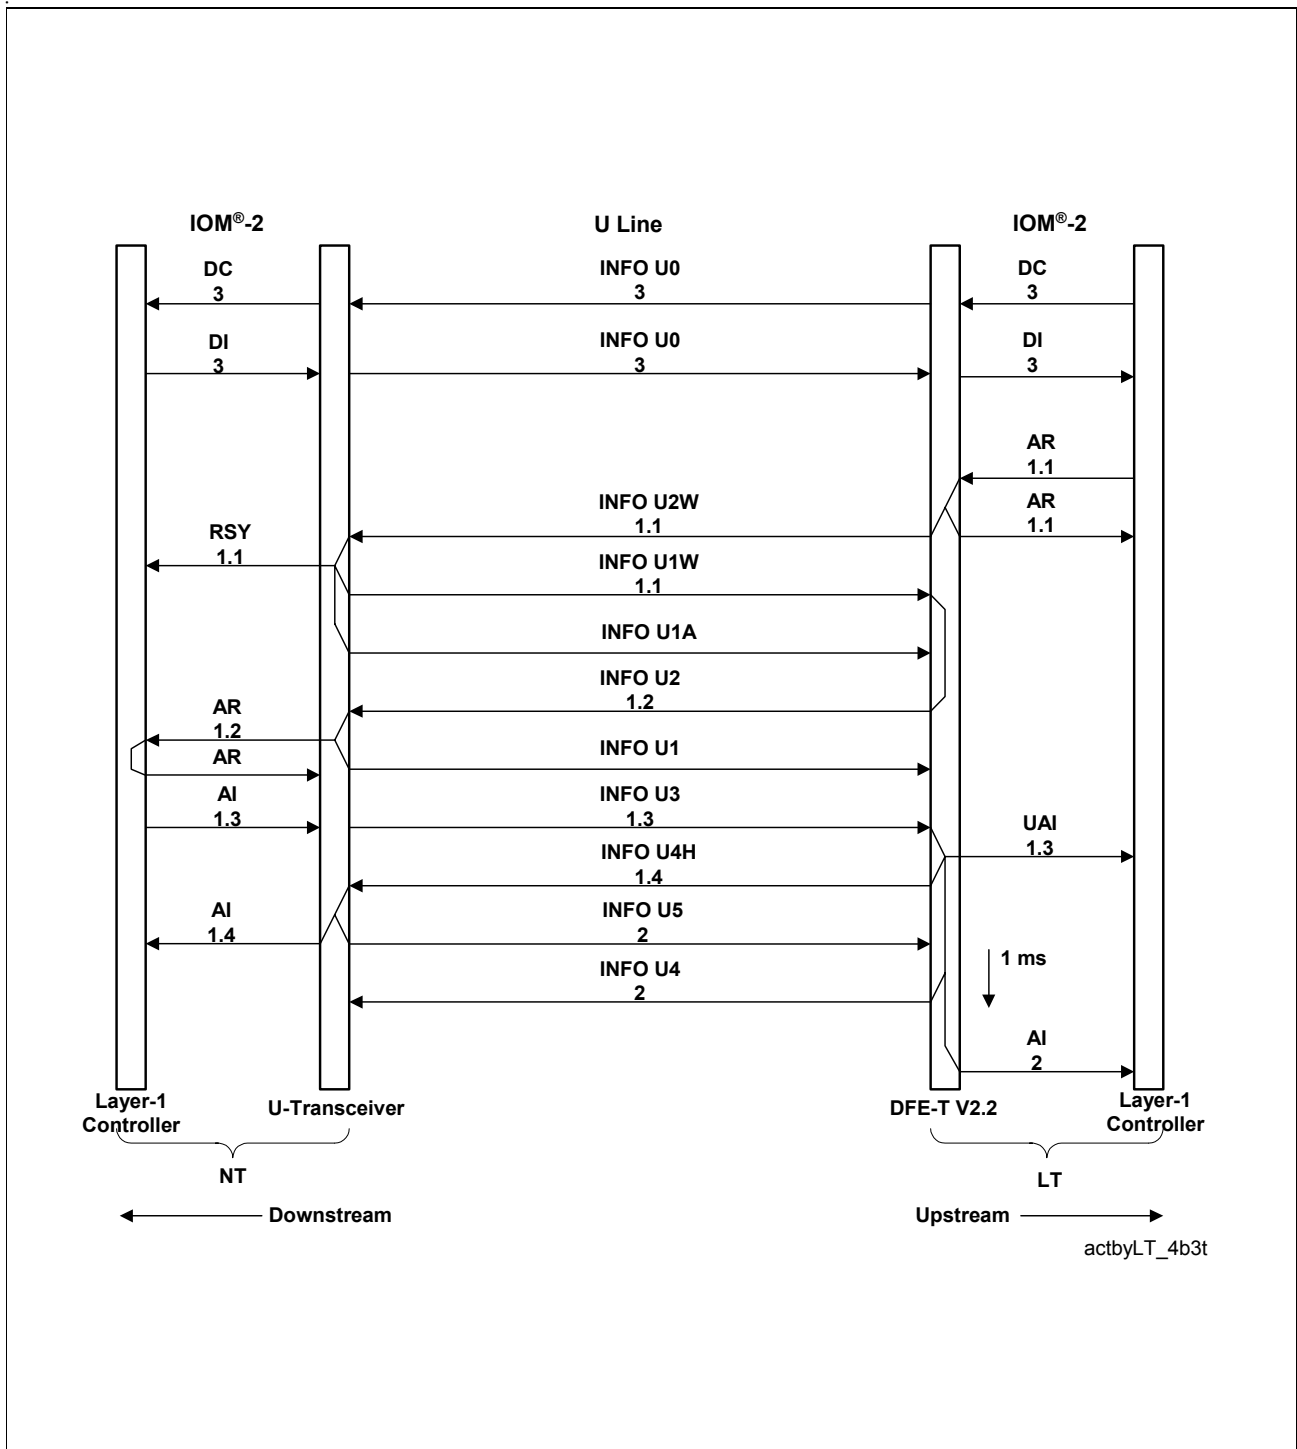 IOM®-2
U Line
IOM®-2
DC
3
INFO U0
3
DC
3
DI
3
INFO U0
3
DI
3
AR
1.1
INFO U2W
1.1
AR
1.1
RSY
1.1
INFO U1W
1.1
INFO U1A
INFO U2
1.2
AR
1.2
INFO U1
AR
AI
1.3
INFO U3
1.3
UAI
1.3
INFO U4H
1.4
AI
1.4
INFO U5
2
1 ms
INFO U4
2
AI
2
Layer-1
Controller
U-Transceiver
DFE-T V2.2
Layer-1
Controller
NT
LT
Downstream
Upstream
actbyLT_4b3t